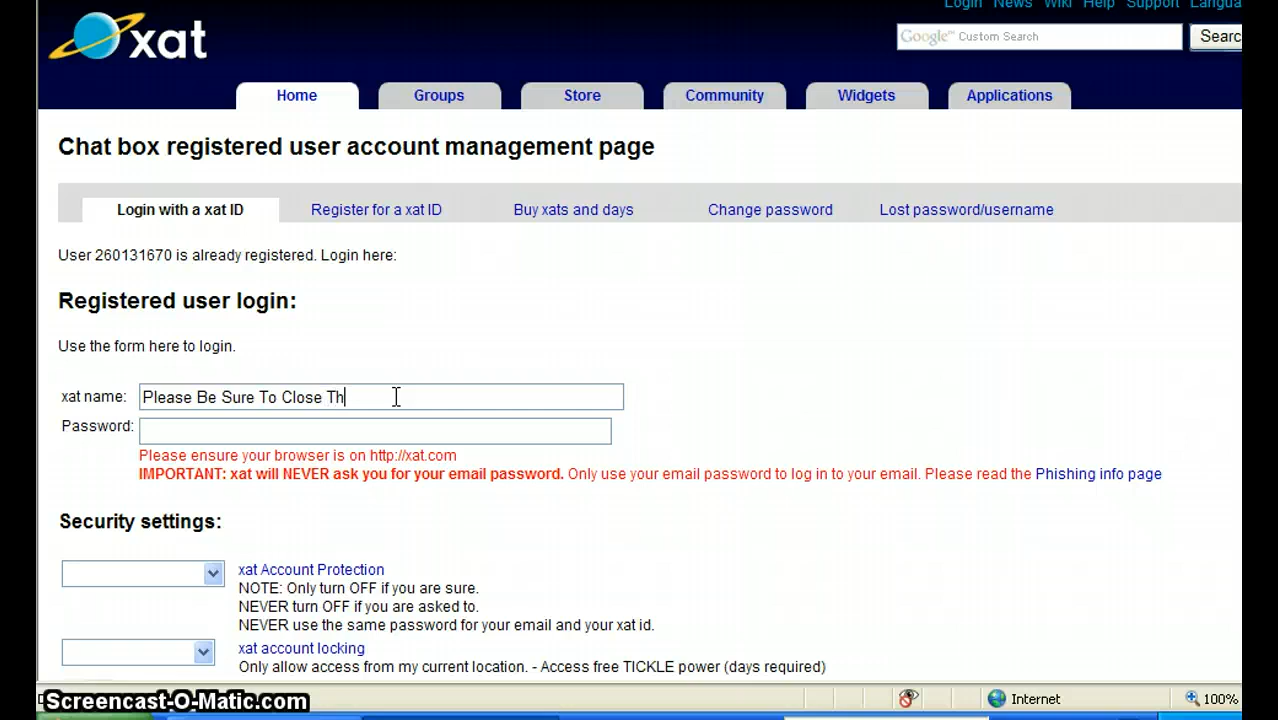 Login News Wiki Help Support Langua
xat
Google™ Custom Search
Searc
Home Groups Store Community Widgets Applications
Chat box registered user account management page
Login with a xat ID Register for a xat ID Buy xats and days Change password Lost password/username
User 260131670 is already registered. Login here:
Registered user login:
Use the form here to login.
xat name: Please Be Sure To Close Th
Password:
Please ensure your browser is on http://xat.com
IMPORTANT: xat will NEVER ask you for your email password. Only use your email password to log in to your email. Please read the Phishing info page
Security settings:
xat Account Protection
NOTE: Only turn OFF if you are sure.
NEVER turn OFF if you are asked to.
NEVER use the same password for your email and your xat id.
xat account locking
Only allow access from my current location. - Access free TICKLE power (days required)
Screencast-O-Matic.com
Internet
100%